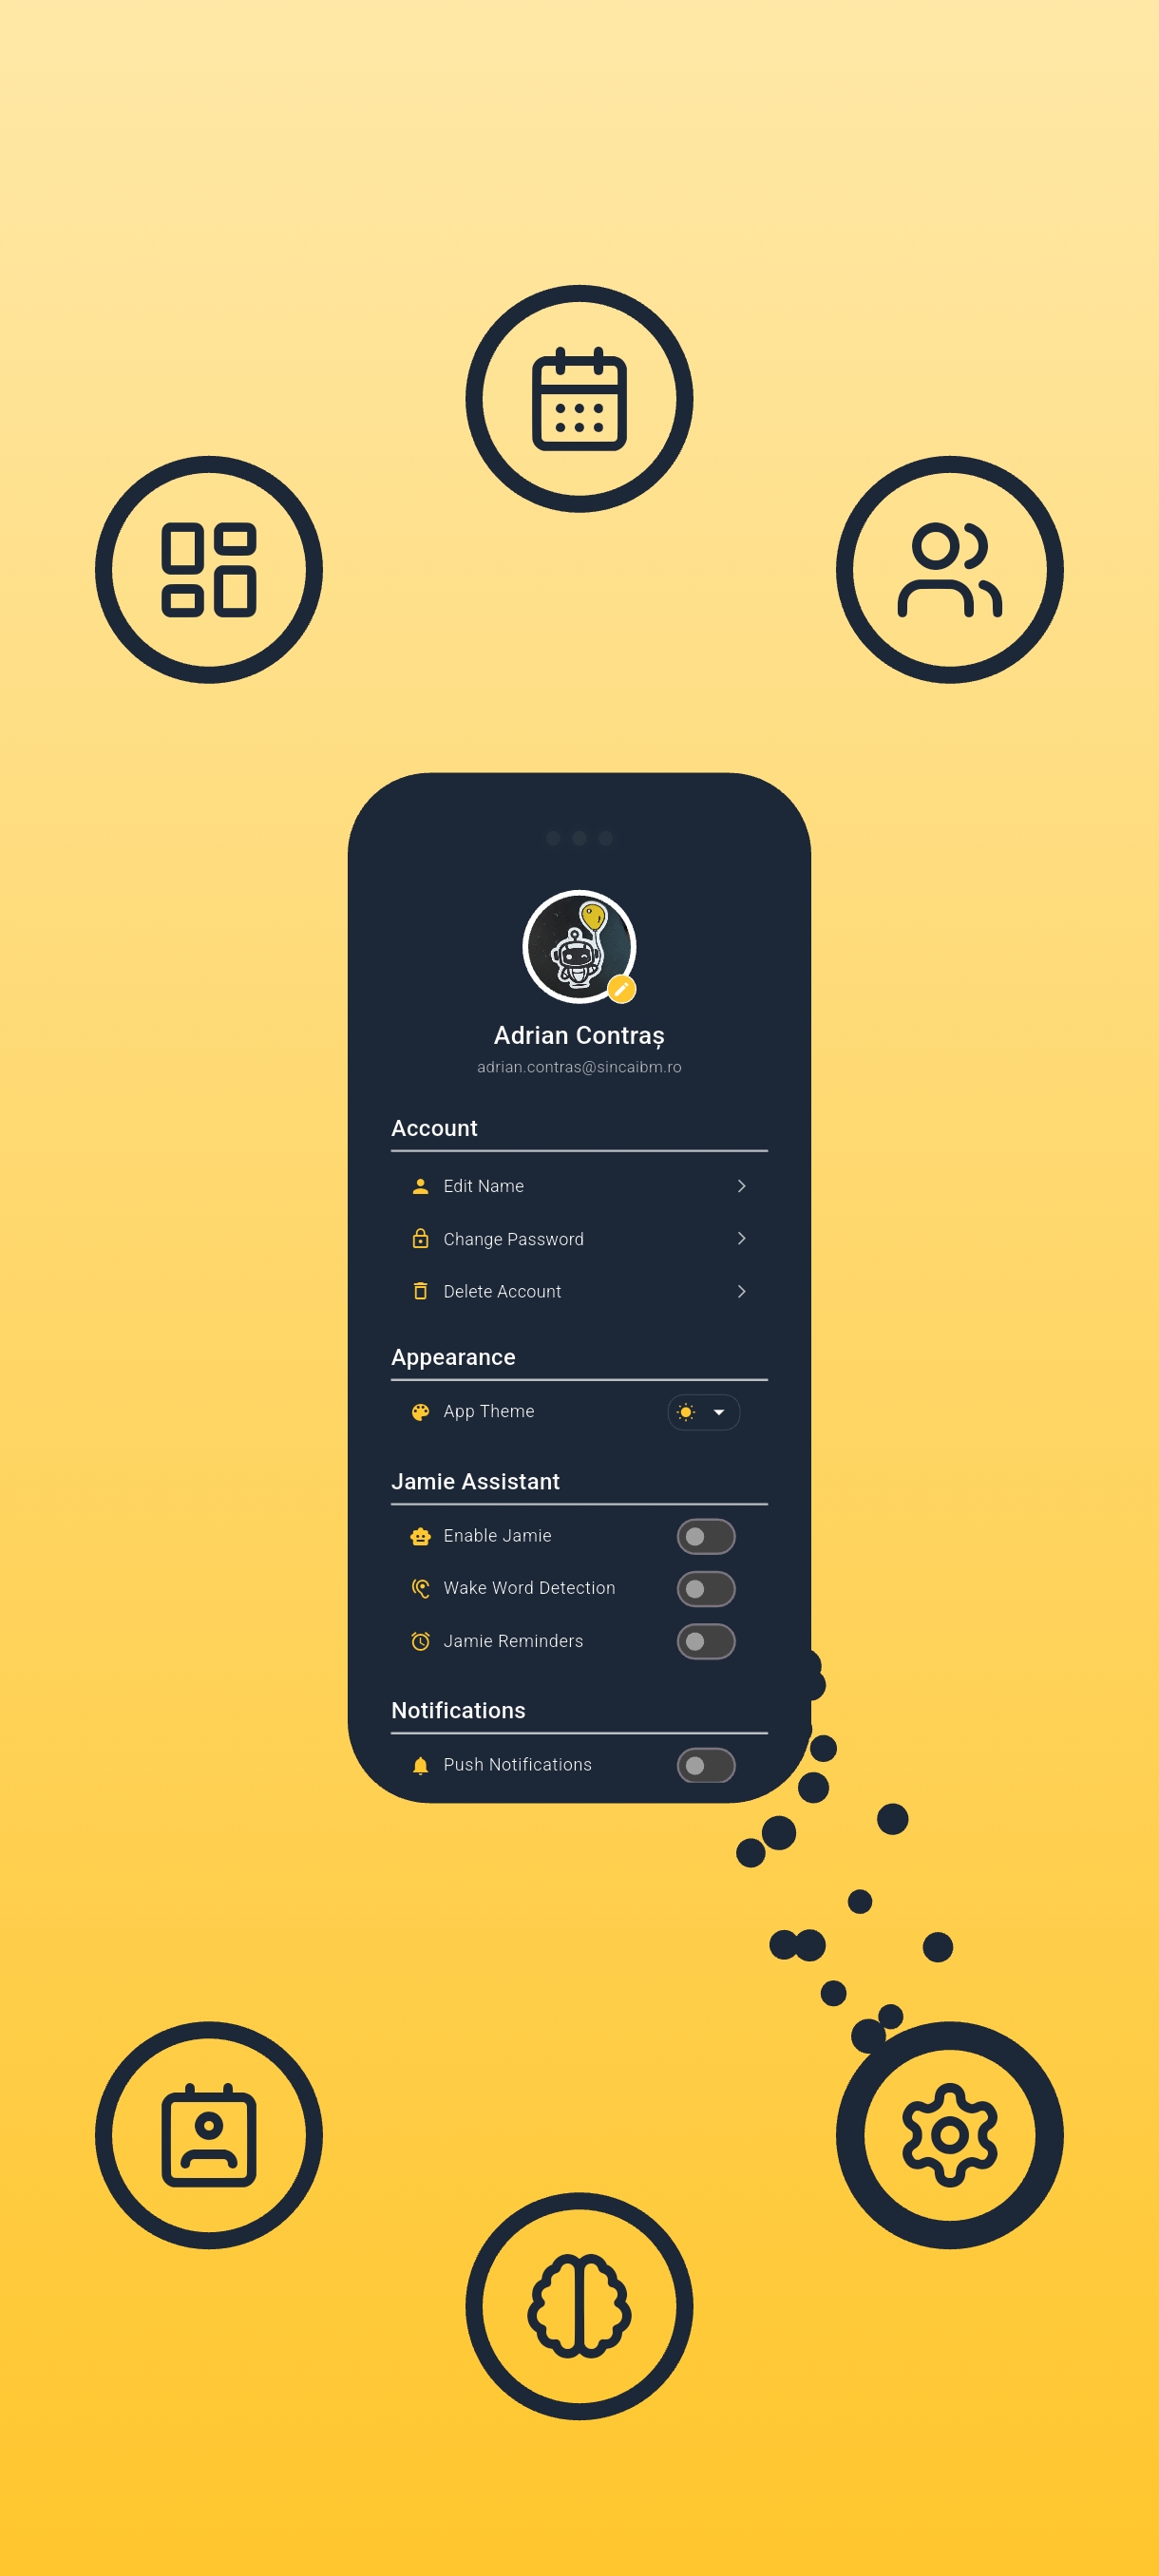 Adrian Contraș
adrian.contras@sincaibm.ro
Account
Edit Name
Change Password
Delete Account
Appearance
App Theme
Jamie Assistant
Enable Jamie
Wake Word Detection
Jamie Reminders
Notifications
Push Notifications